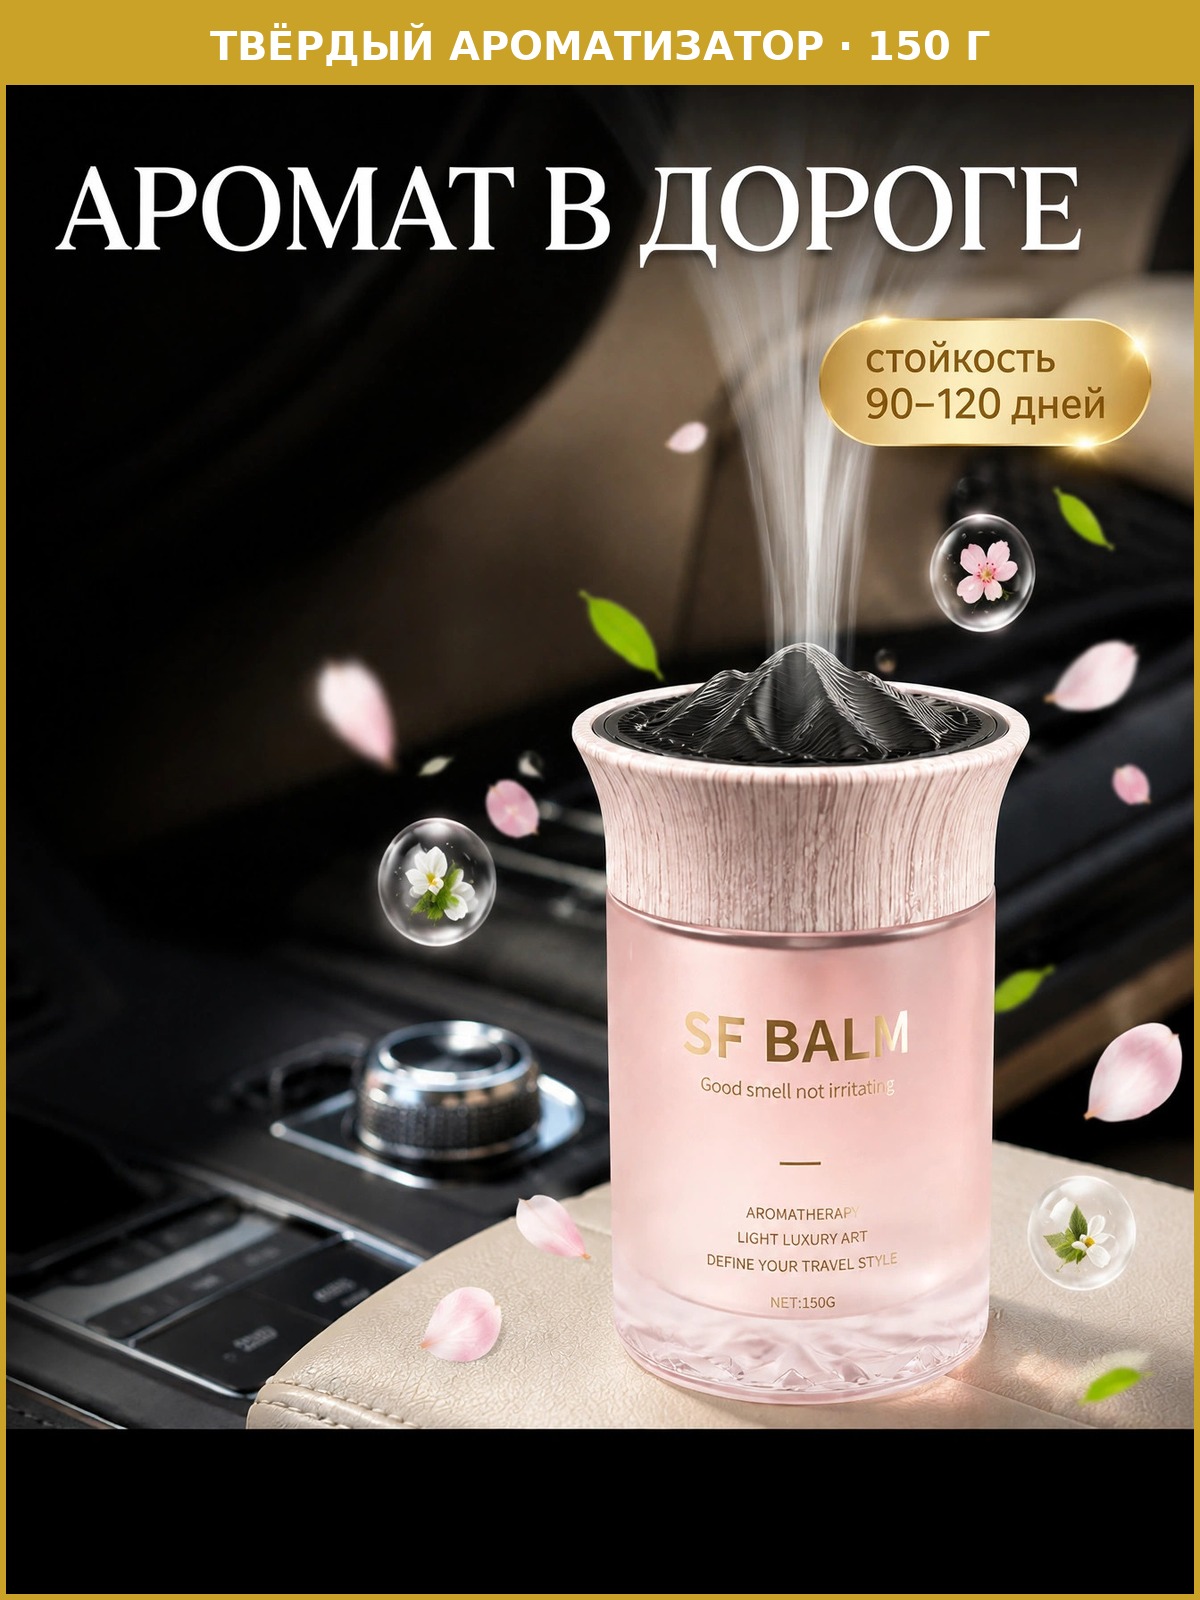 ТВЁРДЫЙ АРОМАТИЗАТОР · 150 Г
АРОМАТ В ДОРОГЕ
стойкость
90–120 дней
SF BALM
Good smell not irritating
AROMATHERAPY
LIGHT LUXURY ART
DEFINE YOUR TRAVEL STYLE
NET:150G